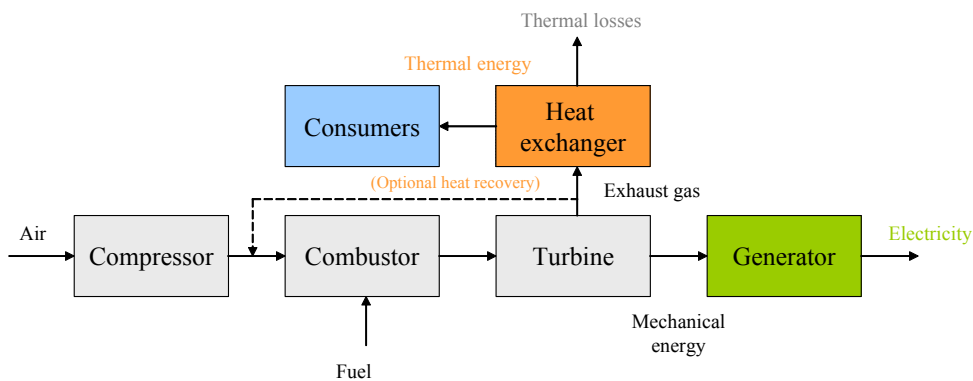 Thermal losses
Thermal energy
Consumers
Heat
exchanger
(Optional heat recovery)
Exhaust gas
Air
Compressor
Combustor
Turbine
Generator
Electricity
Mechanical
energy
Fuel